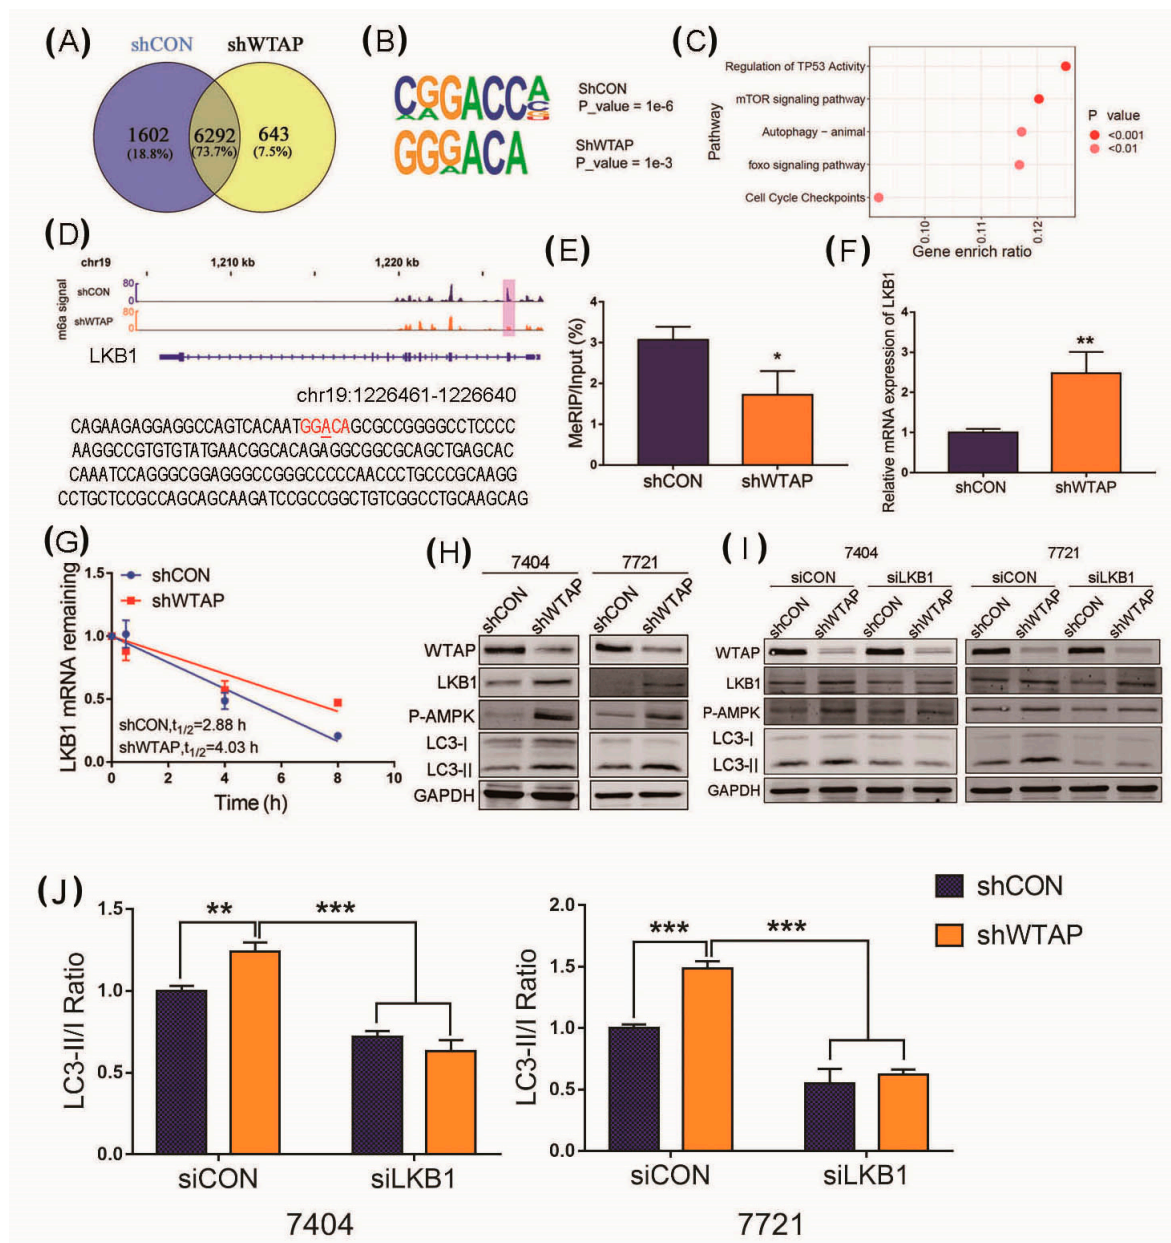 (A)
shCON
shWTAP
1602
(18.8%)
6292
(73.7%)
643
(7.5%)
(B)
CGGACCA
AA
C
ShCON
P_value = 1e-6
GGGACA
A
ShWTAP
P_value = 1e-3
(C)
Pathway
Regulation of TP53 Activity
mTOR signaling pathway
Autophagy − animal
foxo signaling pathway
Cell Cycle Checkpoints
0.10
0.11
0.12
Gene enrich ratio
P value
<0.001
<0.01
(D)
chr19
1,210 kb
1,220 kb
m6a signal
shCON
80
0
shWTAP
80
0
LKB1
chr19:1226461-1226640
CAGAAGAGGAGGCCAGTCACAATGGACAGCGCCGGGGCCTCCCC
AAGGCCGTGTGTATGAACGGCACAGAGGCGGCGCAGCTGAGCAC
CAAATCCAGGGCGGAGGGCCGGGCCCCCAACCCTGCCCGCAAGG
CCTGCTCCGCCAGCAGCAAGATCCGCCGGCTGTCGGCCTGCAAGCAG
(E)
MeRIP/Input (%)
4
3
2
1
0
*
shCON
shWTAP
(F)
Relative mRNA expression of LKB1
4
3
2
1
0
**
shCON
shWTAP
(G)
LKB1 mRNA remaining
1.5
1.0
0.5
0.0
shCON
shWTAP
shCON,t1/2=2.88 h
shWTAP,t1/2=4.03 h
0
2
4
6
8
10
Time (h)
(H)
7404
7721
shCON
shWTAP
shCON
shWTAP
WTAP
LKB1
P-AMPK
LC3-I
LC3-II
GAPDH
(I)
7404
7721
siCON
siLKB1
siCON
siLKB1
shCON
shWTAP
shCON
shWTAP
shCON
shWTAP
shCON
shWTAP
WTAP
LKB1
P-AMPK
LC3-I
LC3-II
GAPDH
(J)
LC3-II/I Ratio
1.5
1.0
0.5
0.0
**
***
siCON
siLKB1
7404
LC3-II/I Ratio
2.0
1.5
1.0
0.5
0.0
***
***
siCON
siLKB1
7721
shCON
shWTAP